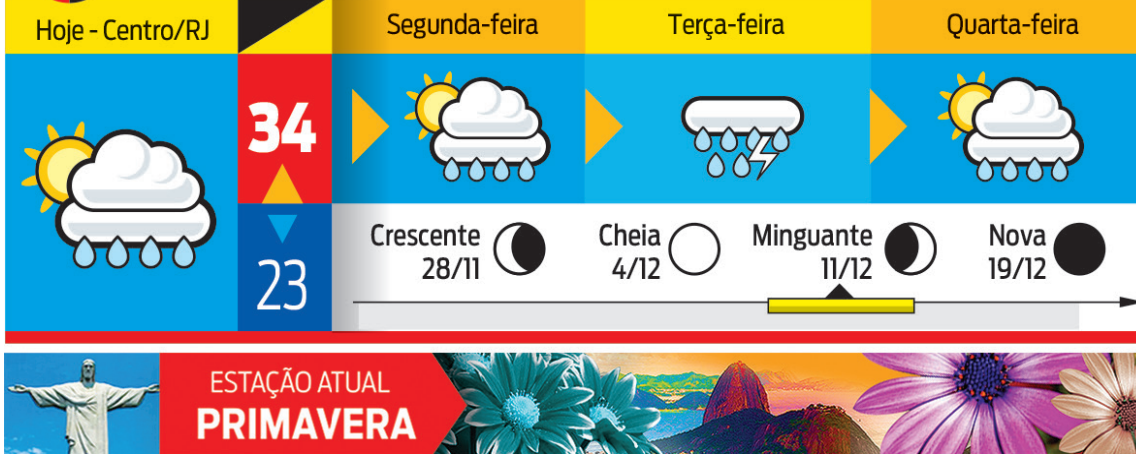 Hoje - Centro/RJ
Segunda-feira
Terça-feira
Quarta-feira
34
23
Crescente
28/11
Cheia
4/12
Minguante
11/12
Nova
19/12
ESTAÇÃO ATUAL
PRIMAVERA